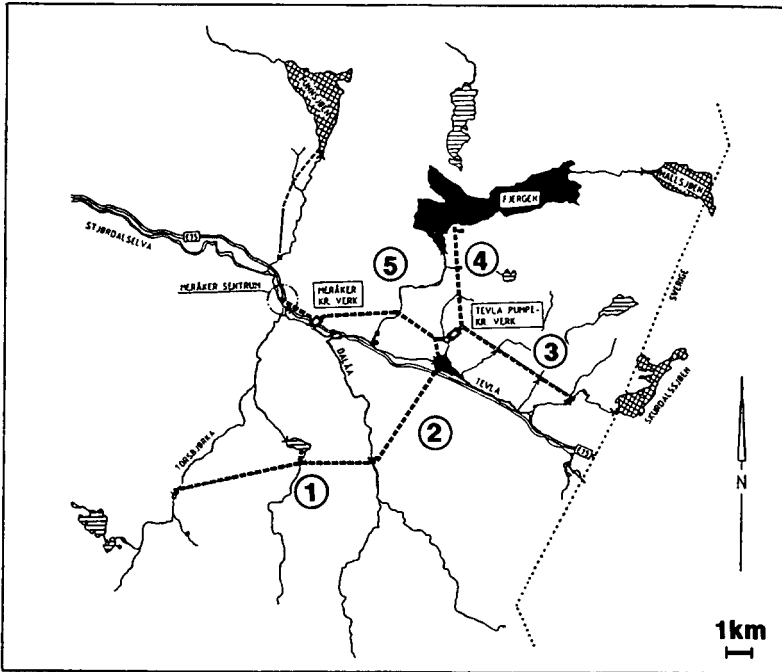 FJERGEN
HALLSJØEN
STJØRDALSELVA
E75
MERÅKER SENTRUM
5
4
MERÅKER
KR. VERK
TEVLA PUMPE-
KR. VERK
SVERIGE
3
DALÅA
TEVLA
SKURDALSSJØEN
2
E75
TORSBJØRKA
1
N
1km